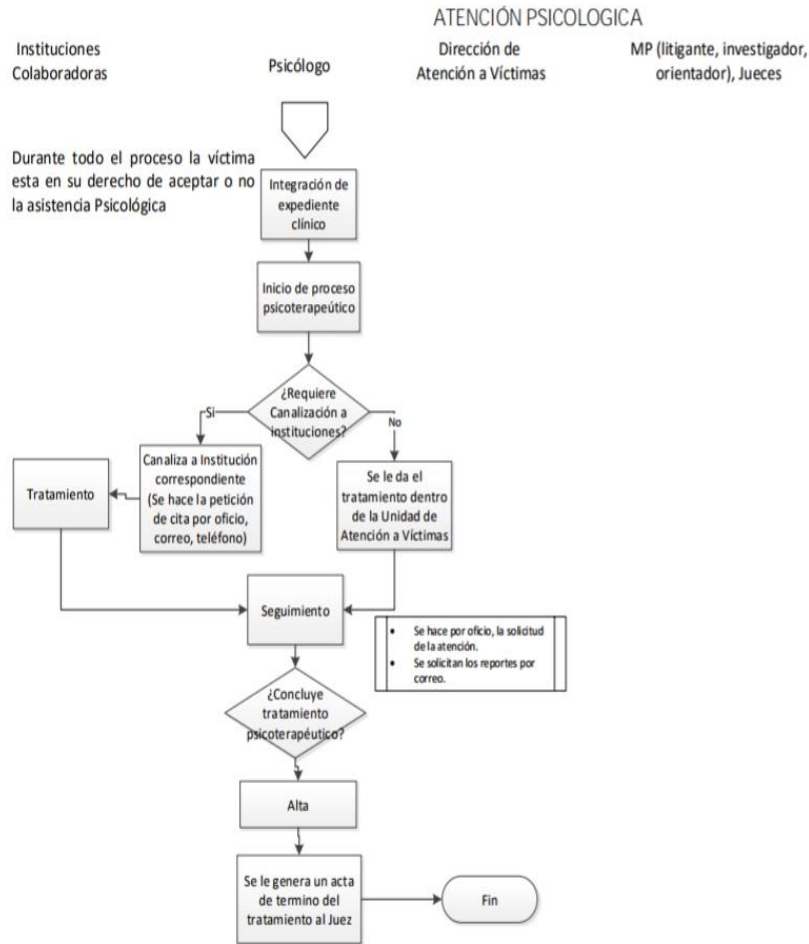 ATENCIÓN PSICOLOGICA
Instituciones
Colaboradoras
Psicólogo
Dirección de
Atención a Víctimas
MP (litigante, investigador,
orientador), Jueces
Durante todo el proceso la víctima
esta en su derecho de aceptar o no
la asistencia Psicológica
Integración de
expediente
clínico
Inicio de proceso
psicoterapeútico
¿Requiere
Canalización a
instituciones?
Si
No
Tratamiento
Canaliza a Institución
correspondiente
(Se hace la petición
de cita por oficio,
correo, teléfono)
Se le da el
tratamiento dentro
de la Unidad de
Atención a Víctimas
Seguimiento
• Se hace por oficio, la solicitud
de la atención.
• Se solicitan los reportes por
correo.
¿Concluye
tratamiento
psicoterapéutico?
Alta
Se le genera un acta
de termino del
tratamiento al Juez
Fin